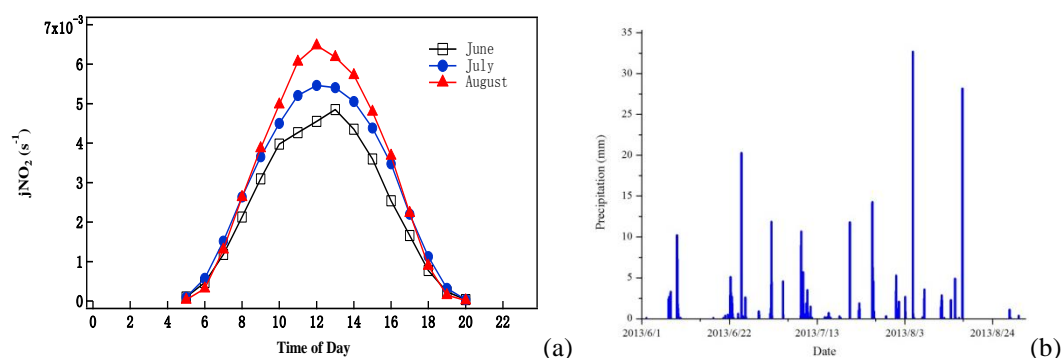 7x10⁻³
6
5
4
3
2
1
0
jNO₂ (s⁻¹)
June
July
August
0 2 4 6 8 10 12 14 16 18 20 22
Time of Day
(a)
35
30
25
20
15
10
5
0
Precipitation (mm)
2013/6/1 2013/6/22 2013/7/13 2013/8/3 2013/8/24
Date
(b)